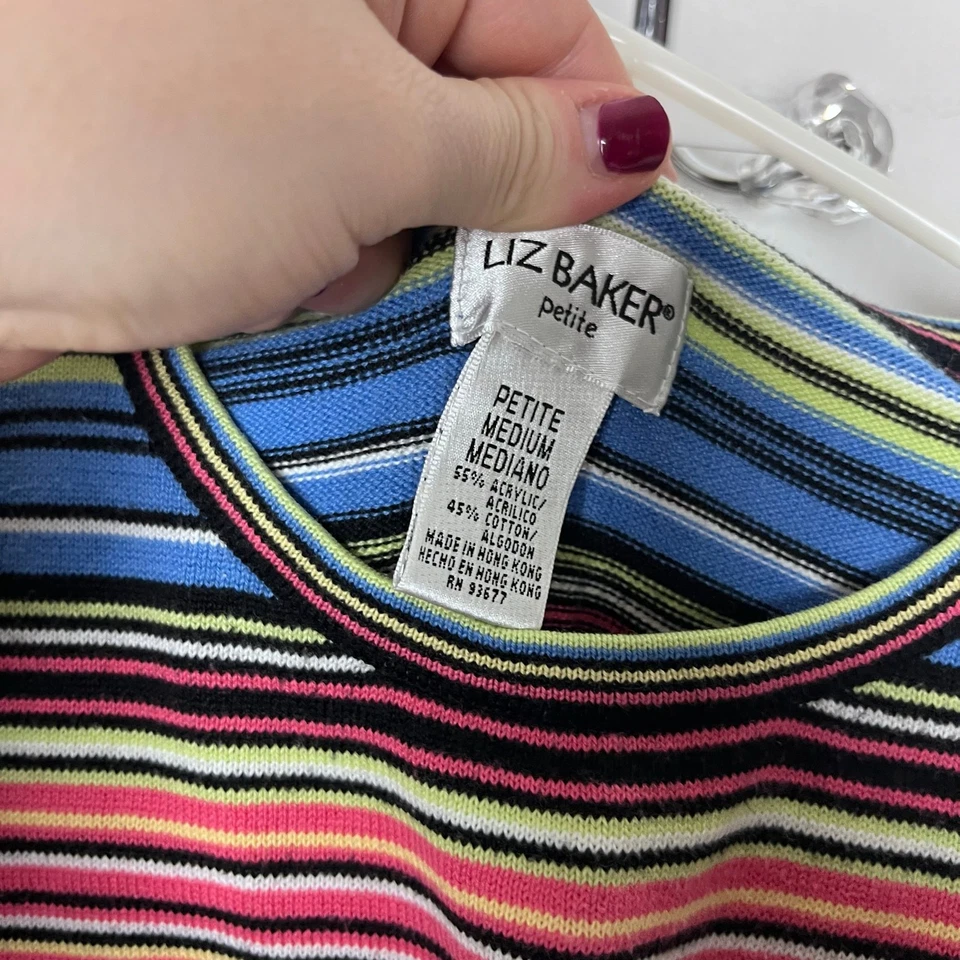 LIZ BAKER®
petite
PETITE
MEDIUM
MEDIANO
55% ACRYLIC/
ACRILICO
45% COTTON/
ALGODON
MADE IN HONG KONG
HECHO EN HONG KONG
RN 93677